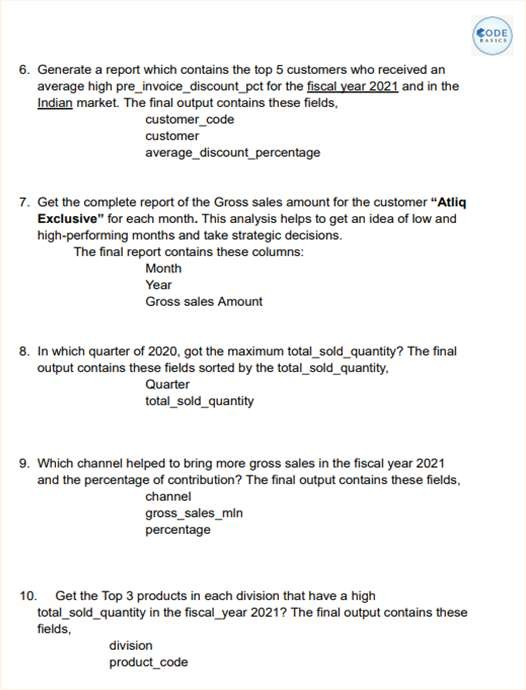 CODE
BASICS
6. Generate a report which contains the top 5 customers who received an
average high pre_invoice_discount_pct for the fiscal year 2021 and in the
Indian market. The final output contains these fields,
customer_code
customer
average_discount_percentage
7. Get the complete report of the Gross sales amount for the customer “Atliq
Exclusive” for each month. This analysis helps to get an idea of low and
high-performing months and take strategic decisions.
The final report contains these columns:
Month
Year
Gross sales Amount
8. In which quarter of 2020, got the maximum total_sold_quantity? The final
output contains these fields sorted by the total_sold_quantity,
Quarter
total_sold_quantity
9. Which channel helped to bring more gross sales in the fiscal year 2021
and the percentage of contribution? The final output contains these fields,
channel
gross_sales_mln
percentage
10. Get the Top 3 products in each division that have a high
total_sold_quantity in the fiscal_year 2021? The final output contains these
fields,
division
product_code